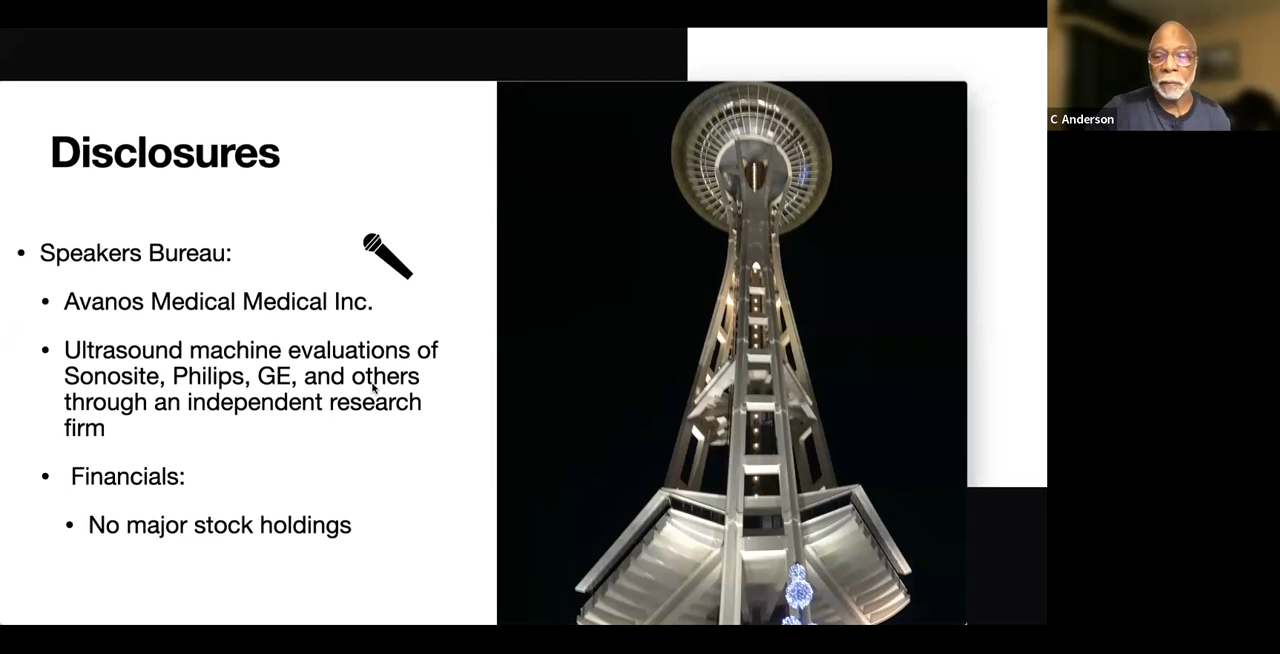 Disclosures
• Speakers Bureau:
• Avanos Medical Medical Inc.
• Ultrasound machine evaluations of
Sonosite, Philips, GE, and others
through an independent research
firm
• Financials:
• No major stock holdings
C Anderson